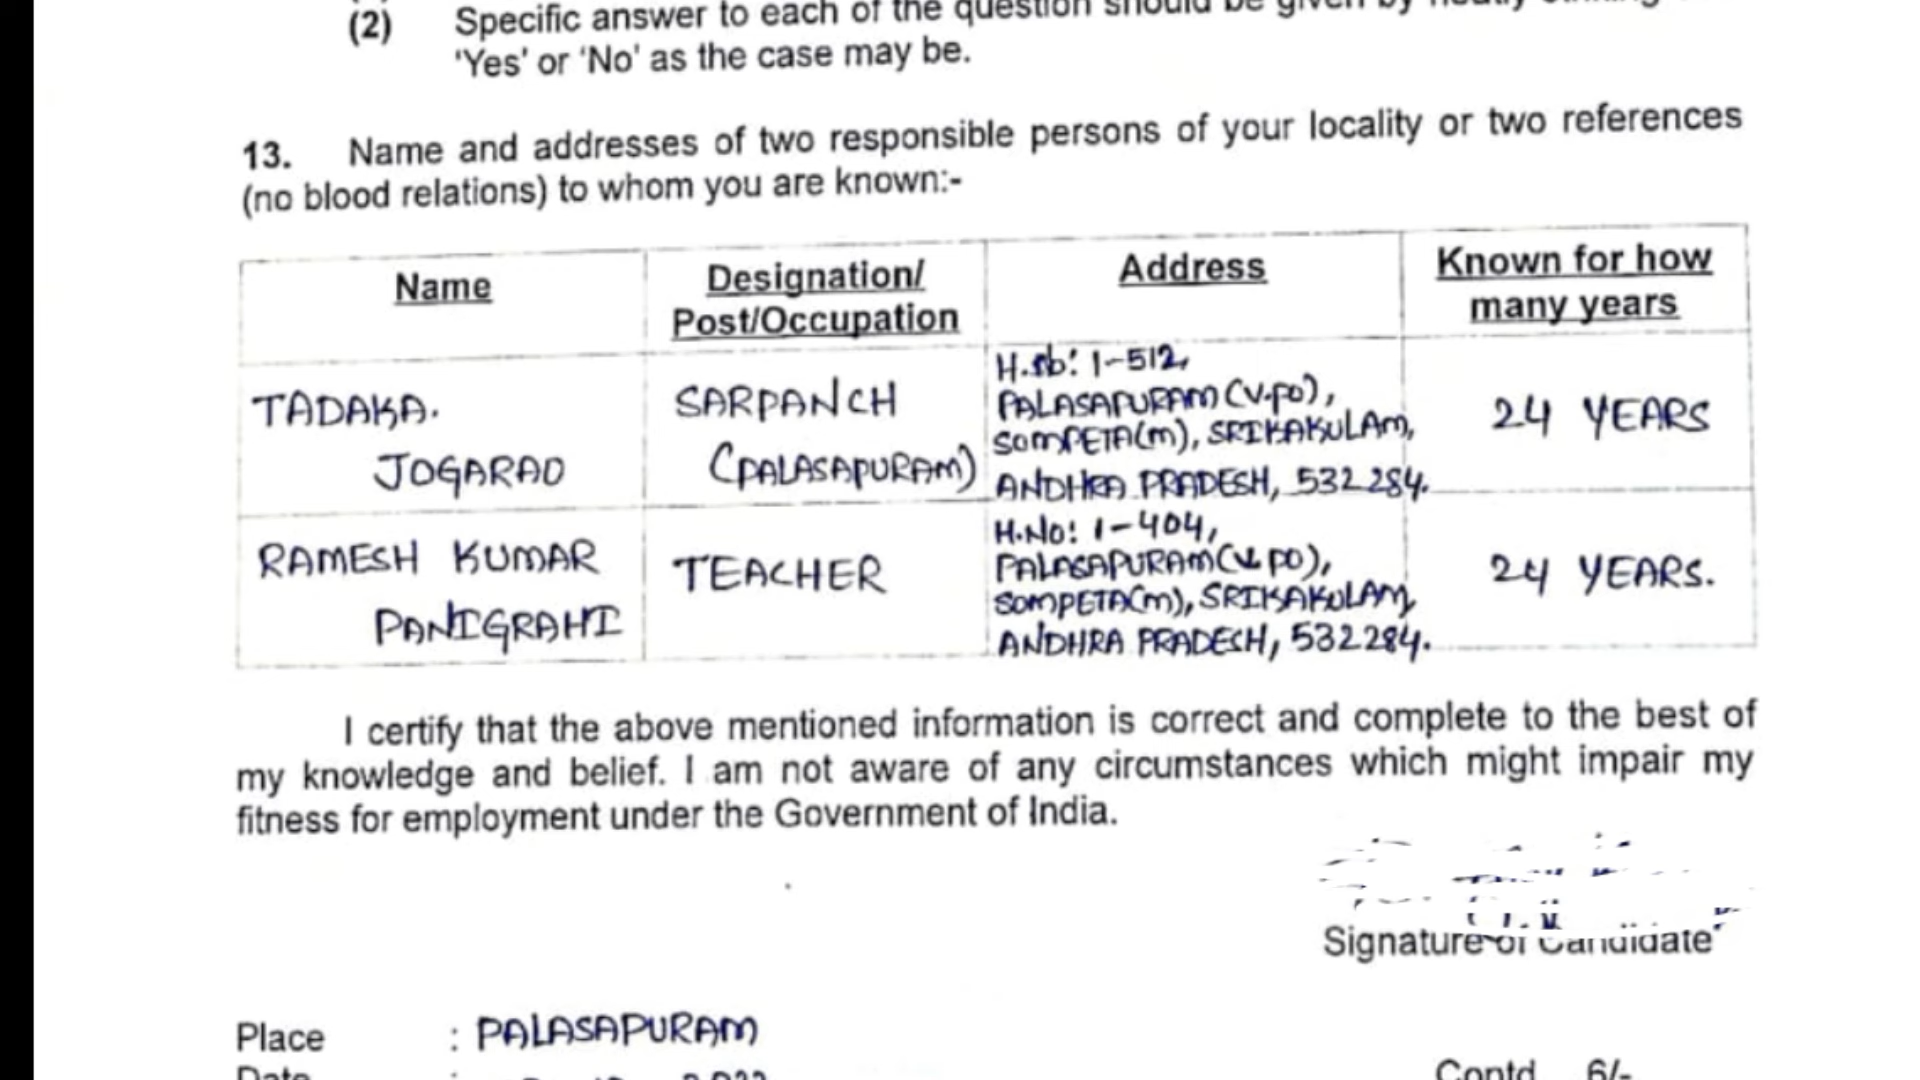 (2) Specific answer to each of the question should be given by neatly striking
'Yes' or 'No' as the case may be.
13. Name and addresses of two responsible persons of your locality or two references
(no blood relations) to whom you are known:-
Name
Designation/
Post/Occupation
Address
Known for how
many years
TADAKA.
JOGARAO
SARPANCH
(PALASAPURAM)
H.No: 1-512,
PALASAPURAM (V.PO),
SOMPETA(M), SRIKAKULAM,
ANDHRA PRADESH, 532284.
24 YEARS
RAMESH KUMAR
PANIGRAHI
TEACHER
H.No: 1-404,
PALASAPURAM (V.PO),
SOMPETA(M), SRIKAKULAM,
ANDHRA PRADESH, 532284.
24 YEARS.
I certify that the above mentioned information is correct and complete to the best of
my knowledge and belief. I am not aware of any circumstances which might impair my
fitness for employment under the Government of India.
Signature of Candidate
Place : PALASAPURAM
Date :
Contd 6/-